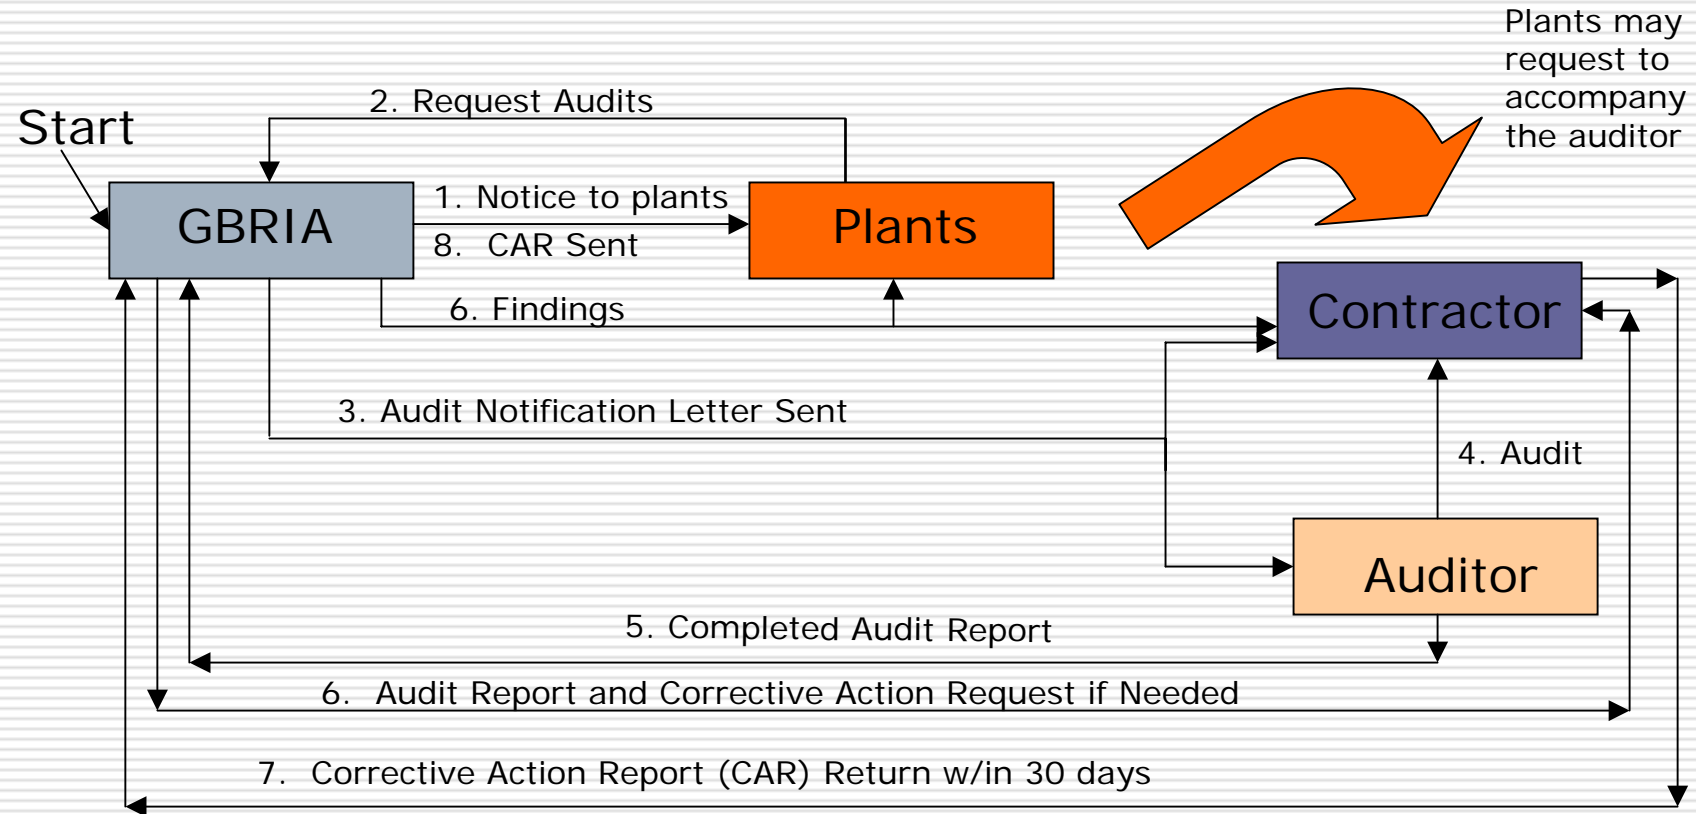 Plants may
request to
accompany
the auditor
2. Request Audits
Start
1. Notice to plants
GBRIA
Plants
8. CAR Sent
6. Findings
Contractor
3. Audit Notification Letter Sent
4. Audit
Auditor
5. Completed Audit Report
6. Audit Report and Corrective Action Request if Needed
7. Corrective Action Report (CAR) Return w/in 30 days